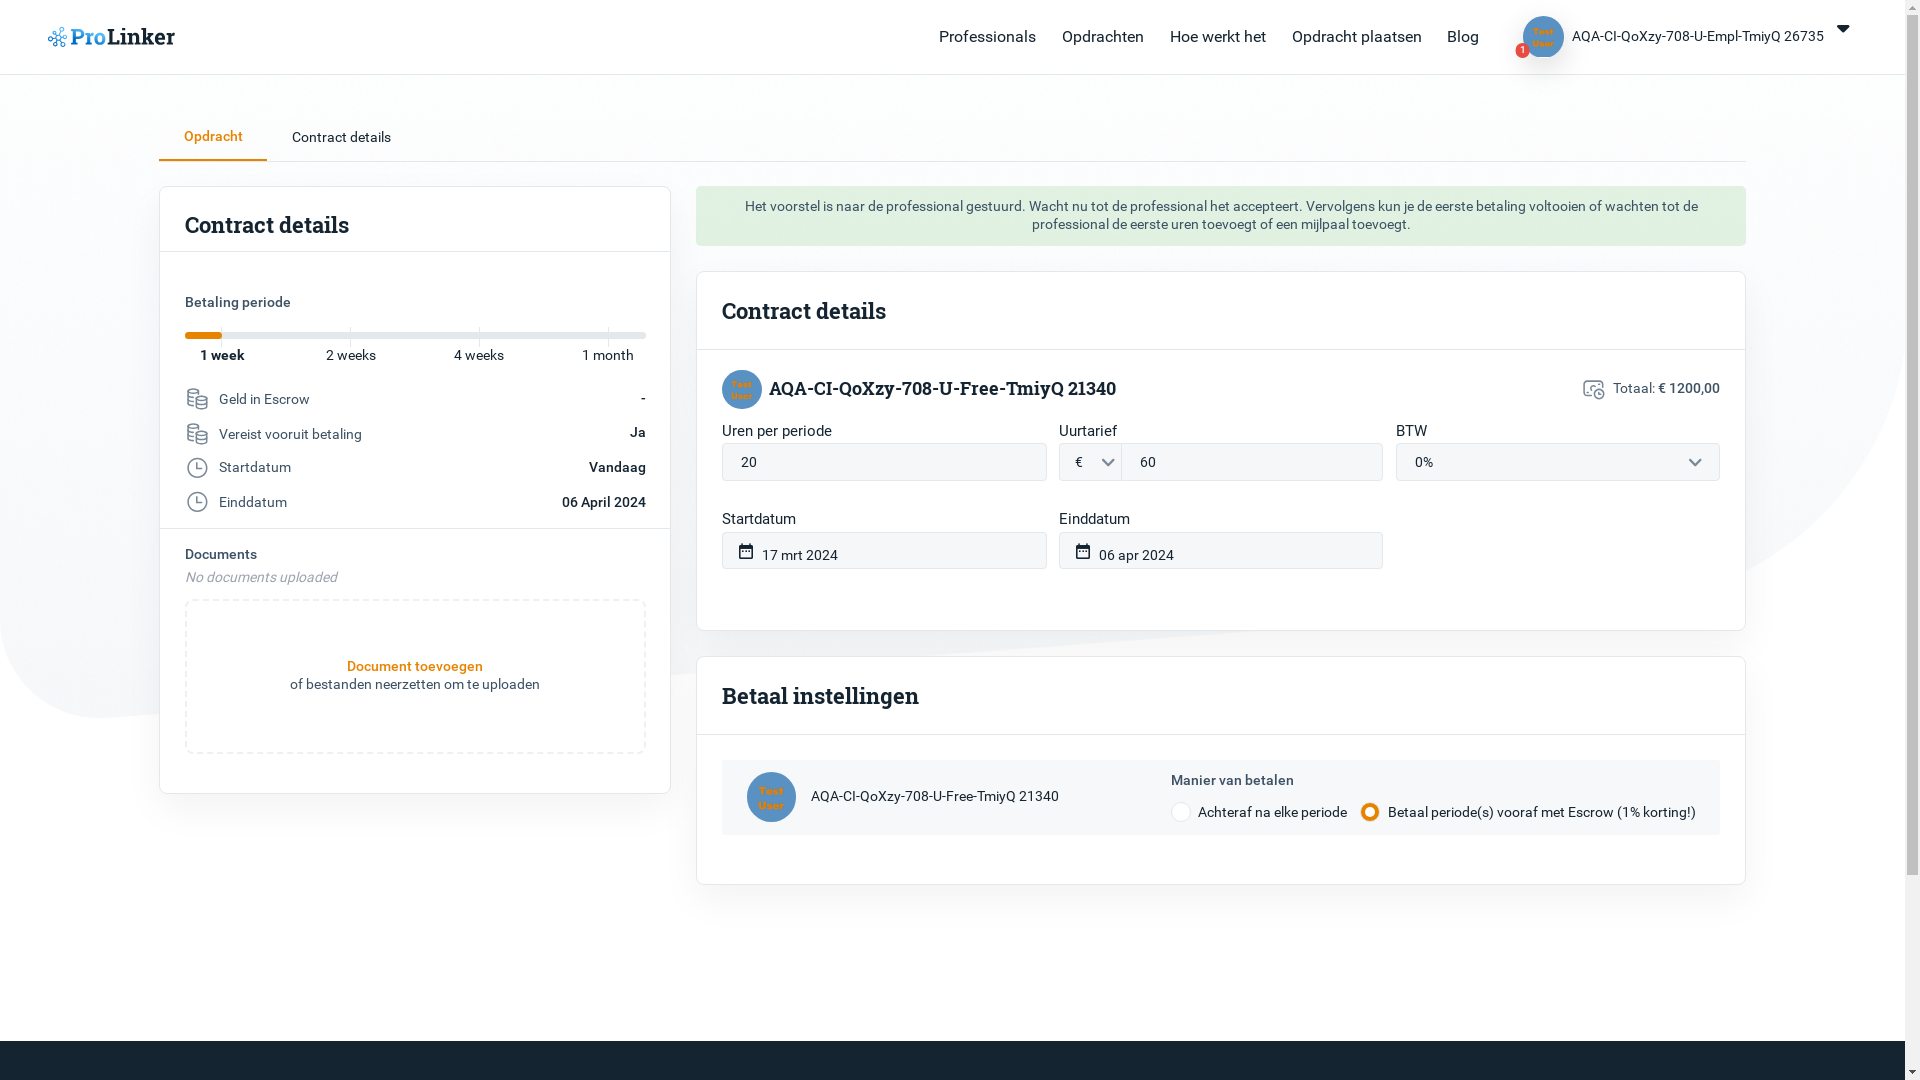 ProLinker
Professionals
Opdrachten
Hoe werkt het
Opdracht plaatsen
Blog
Test
User
1
AQA-CI-QoXzy-708-U-Empl-TmiyQ 26735
Opdracht
Contract details
Contract details
Betaling periode
1 week
2 weeks
4 weeks
1 month
Geld in Escrow
-
Vereist vooruit betaling
Ja
Startdatum
Vandaag
Einddatum
06 April 2024
Documents
No documents uploaded
Document toevoegen
of bestanden neerzetten om te uploaden
Het voorstel is naar de professional gestuurd. Wacht nu tot de professional het accepteert. Vervolgens kun je de eerste betaling voltooien of wachten tot de
professional de eerste uren toevoegt of een mijlpaal toevoegt.
Contract details
Test
User
AQA-CI-QoXzy-708-U-Free-TmiyQ 21340
Totaal: € 1200,00
Uren per periode
Uurtarief
BTW
20
€
60
0%
Startdatum
Einddatum
17 mrt 2024
06 apr 2024
Betaal instellingen
Test
User
AQA-CI-QoXzy-708-U-Free-TmiyQ 21340
Manier van betalen
Achteraf na elke periode
Betaal periode(s) vooraf met Escrow (1% korting!)